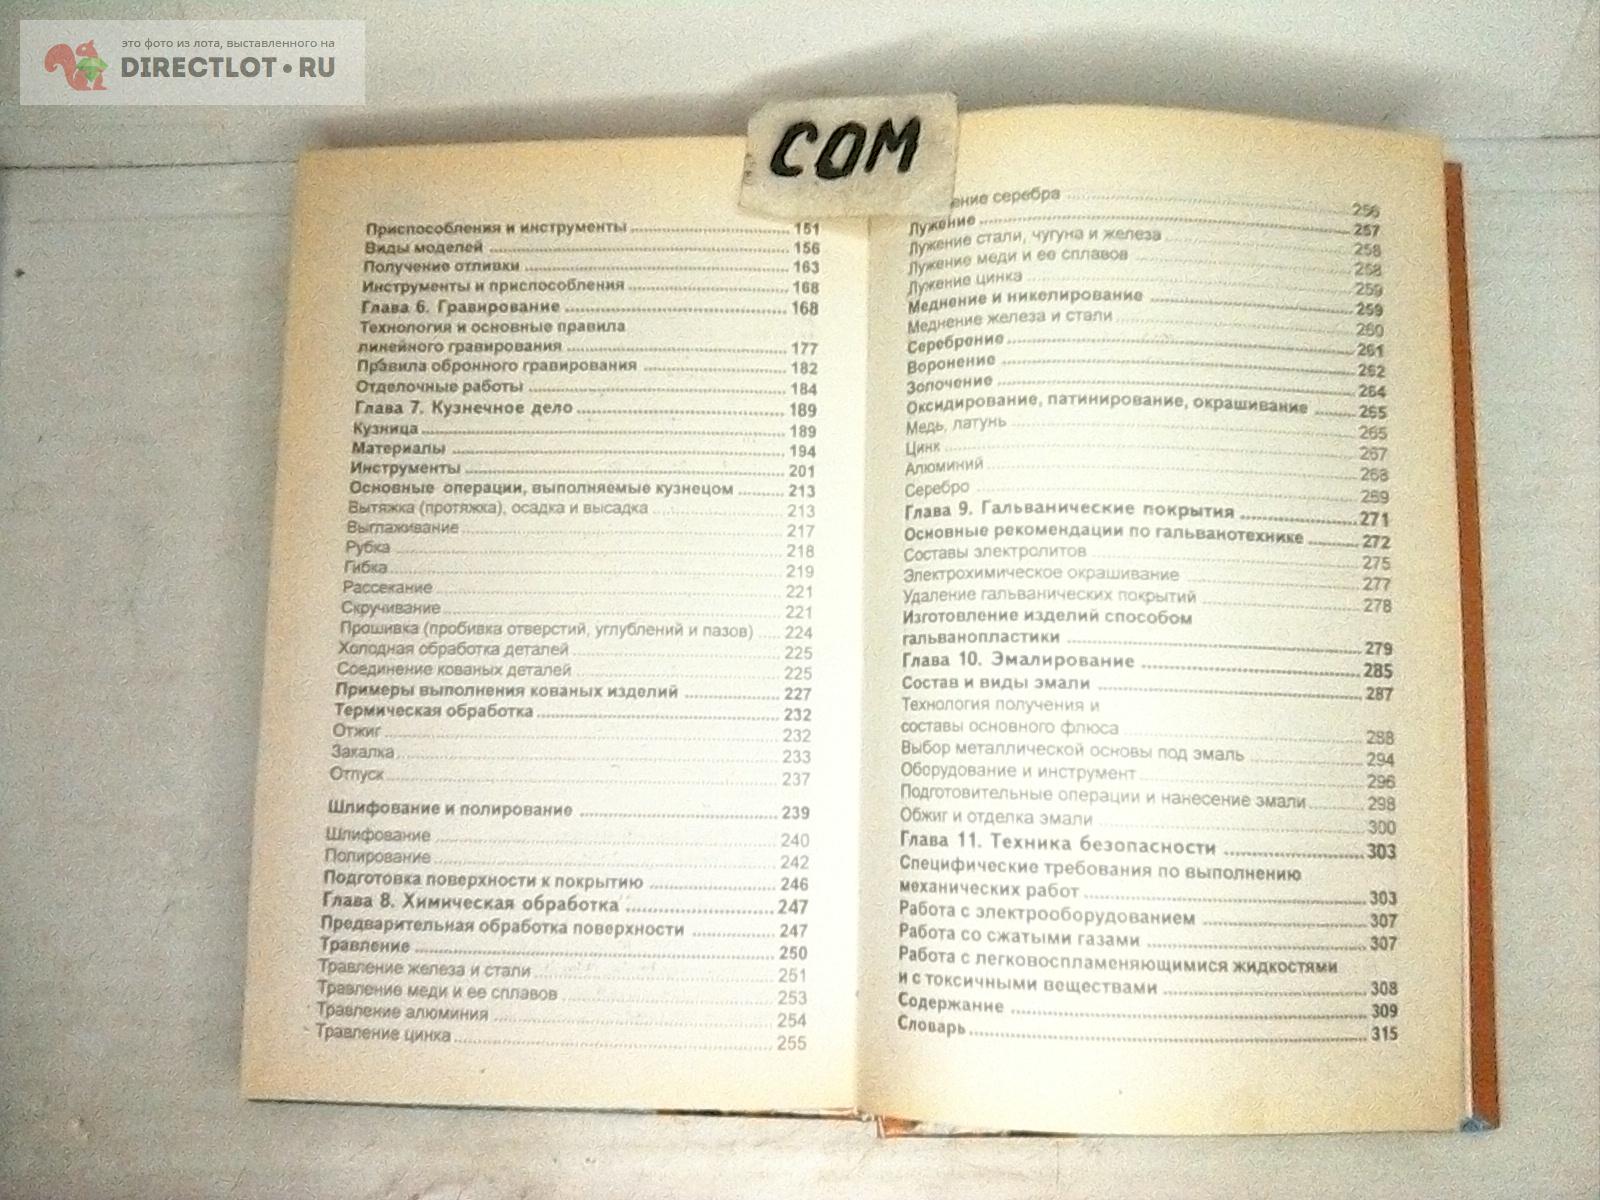 это фото из лота, выставленного на
DIRECTLOT.RU
СОМ
Приспособления и инструменты 151
Виды моделей 156
Получение отливки 163
Инструменты и приспособления 168
Глава 6. Гравирование 168
Технология и основные правила
линейного гравирования 177
Правила обронного гравирования 182
Отделочные работы 184
Глава 7. Кузнечное дело 189
Кузница 189
Материалы 194
Инструменты 201
Основные операции, выполняемые кузнецом 213
Вытяжка (протяжка), осадка и высадка 213
Выглаживание 217
Рубка 218
Гибка 219
Рассекание 221
Скручивание 221
Прошивка (пробивка отверстий, углублений и пазов) 224
Холодная обработка деталей 225
Соединение кованых деталей 225
Примеры выполнения кованых изделий 227
Термическая обработка 232
Отжиг 232
Закалка 233
Отпуск 237
Шлифование и полирование 239
Шлифование 240
Полирование 242
Подготовка поверхности к покрытию 246
Глава 8. Химическая обработка 247
Предварительная обработка поверхности 247
Травление 250
Травление железа и стали 251
Травление меди и ее сплавов 253
Травление алюминия 254
Травление цинка 255
серебра 256
Лужение 257
Лужение стали, чугуна и железа 258
Лужение меди и ее сплавов 258
Лужение цинка 259
Меднение и никелирование 259
Меднение железа и стали 260
Серебрение 261
Воронение 262
Золочение 264
Оксидирование, патинирование, окрашивание 265
Медь, латунь 265
Цинк 267
Алюминий 268
Серебро 269
Глава 9. Гальванические покрытия 271
Основные рекомендации по гальванотехнике 272
Составы электролитов 275
Электрохимическое окрашивание 277
Удаление гальванических покрытий 278
Изготовление изделий способом
гальванопластики 279
Глава 10. Эмалирование 285
Состав и виды эмали 287
Технология получения и
составы основного флюса 288
Выбор металлической основы под эмаль 294
Оборудование и инструмент 296
Подготовительные операции и нанесение эмали 298
Обжиг и отделка эмали 300
Глава 11. Техника безопасности 303
Специфические требования по выполнению
механических работ 303
Работа с электрооборудованием 307
Работа со сжатыми газами 307
Работа с легковоспламеняющимися жидкостями
и с токсичными веществами 308
Содержание 309
Словарь 315